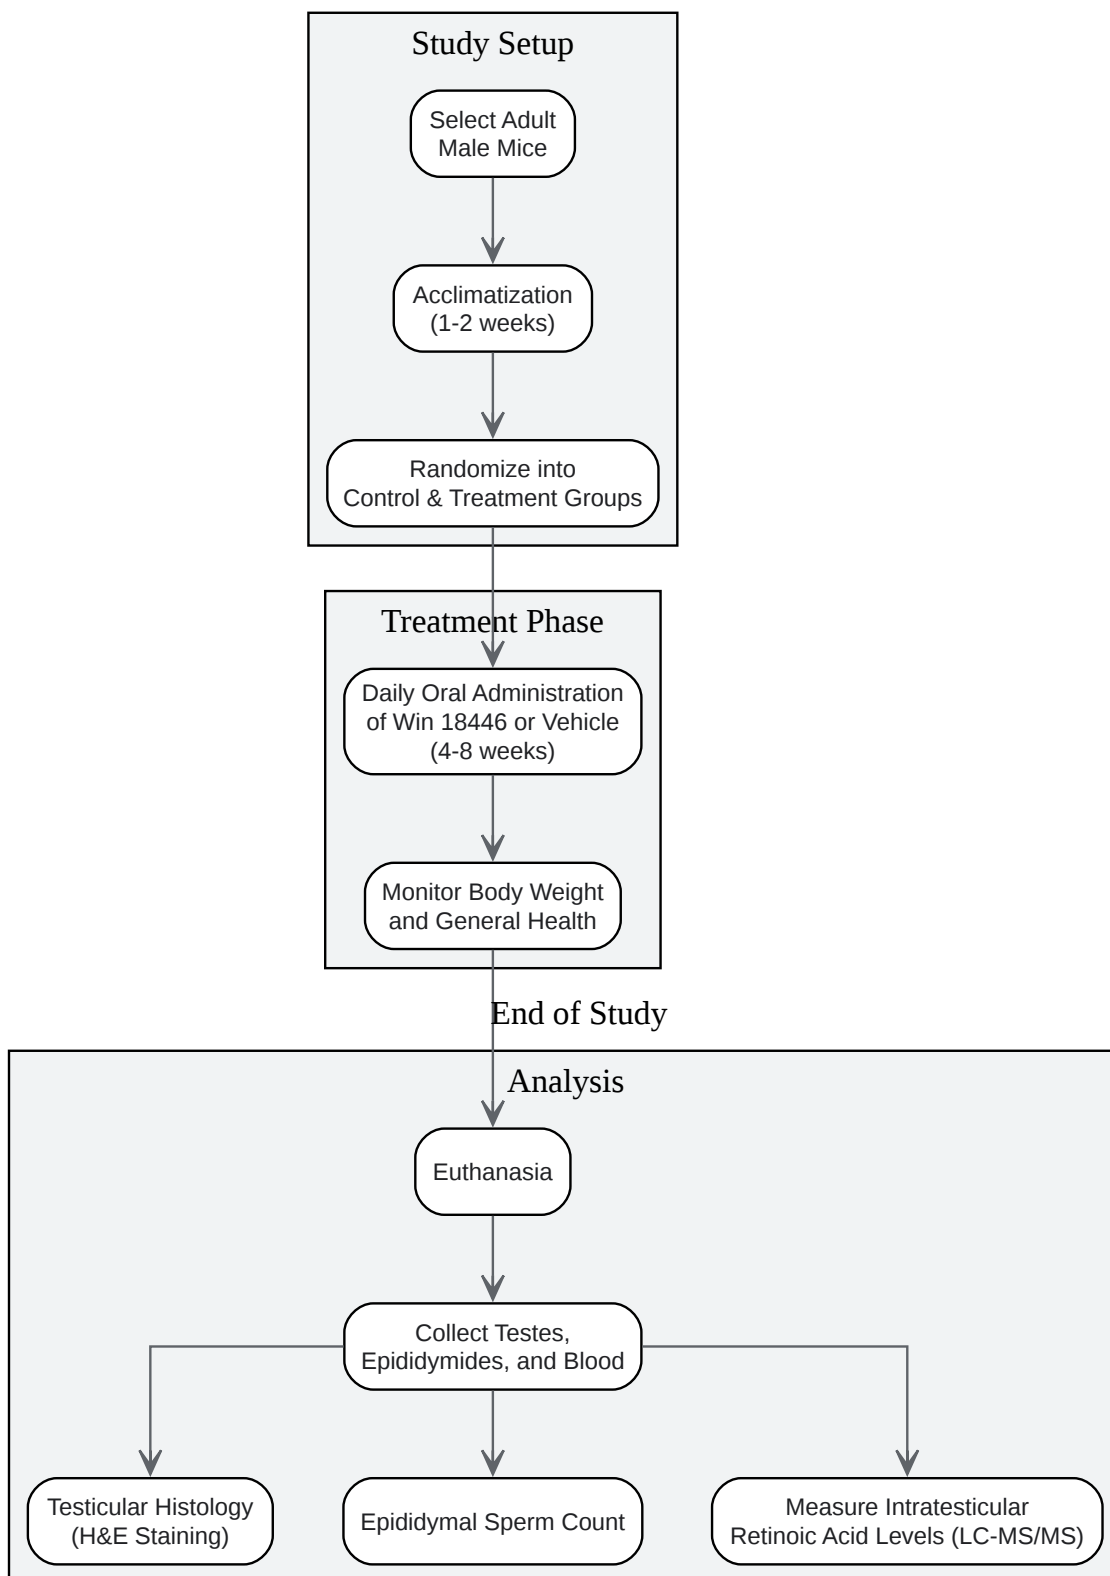 Study Setup
Select Adult
Male Mice
Acclimatization
(1-2 weeks)
Randomize into
Control & Treatment Groups
Treatment Phase
Daily Oral Administration
of Win 18446 or Vehicle
(4-8 weeks)
Monitor Body Weight
and General Health
End of Study
Analysis
Euthanasia
Collect Testes,
Epididymides, and Blood
Testicular Histology
(H&E Staining)
Epididymal Sperm Count
Measure Intratesticular
Retinoic Acid Levels (LC-MS/MS)